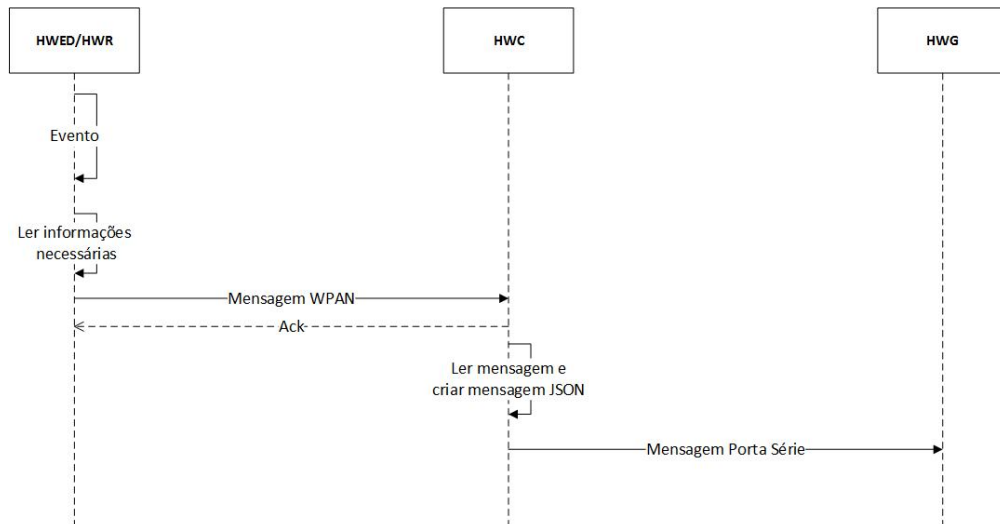 HWED/HWR
HWC
HWG
Evento
Ler informações
necessárias
Mensagem WPAN
Ack
Ler mensagem e
criar mensagem JSON
Mensagem Porta Série